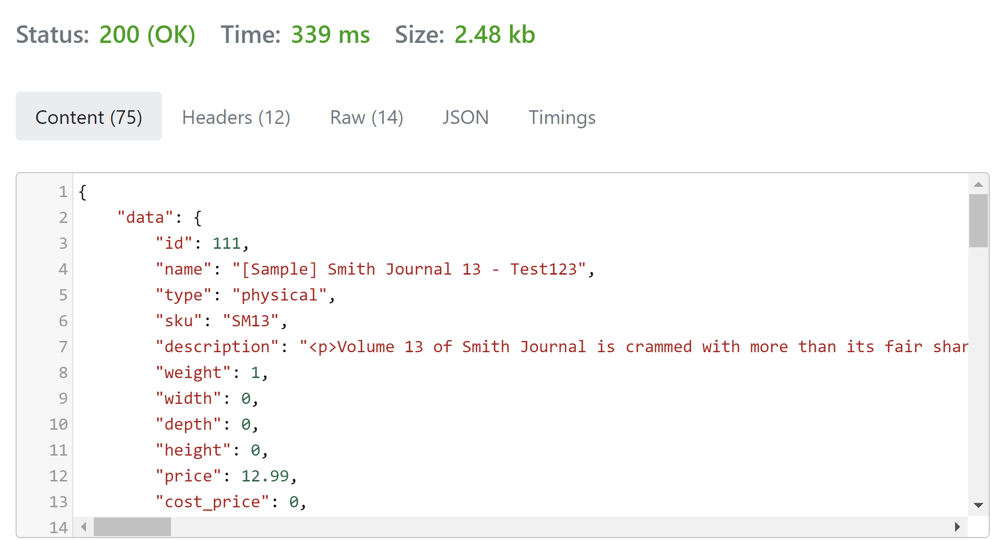 Status: 200 (OK) Time: 339 ms Size: 2.48 kb
Content (75) Headers (12) Raw (14) JSON Timings
1 {
2 "data": {
3 "id": 111,
4 "name": "[Sample] Smith Journal 13 - Test123",
5 "type": "physical",
6 "sku": "SM13",
7 "description": "<p>Volume 13 of Smith Journal is crammed with more than its fair shar
8 "weight": 1,
9 "width": 0,
10 "depth": 0,
11 "height": 0,
12 "price": 12.99,
13 "cost_price": 0,
14